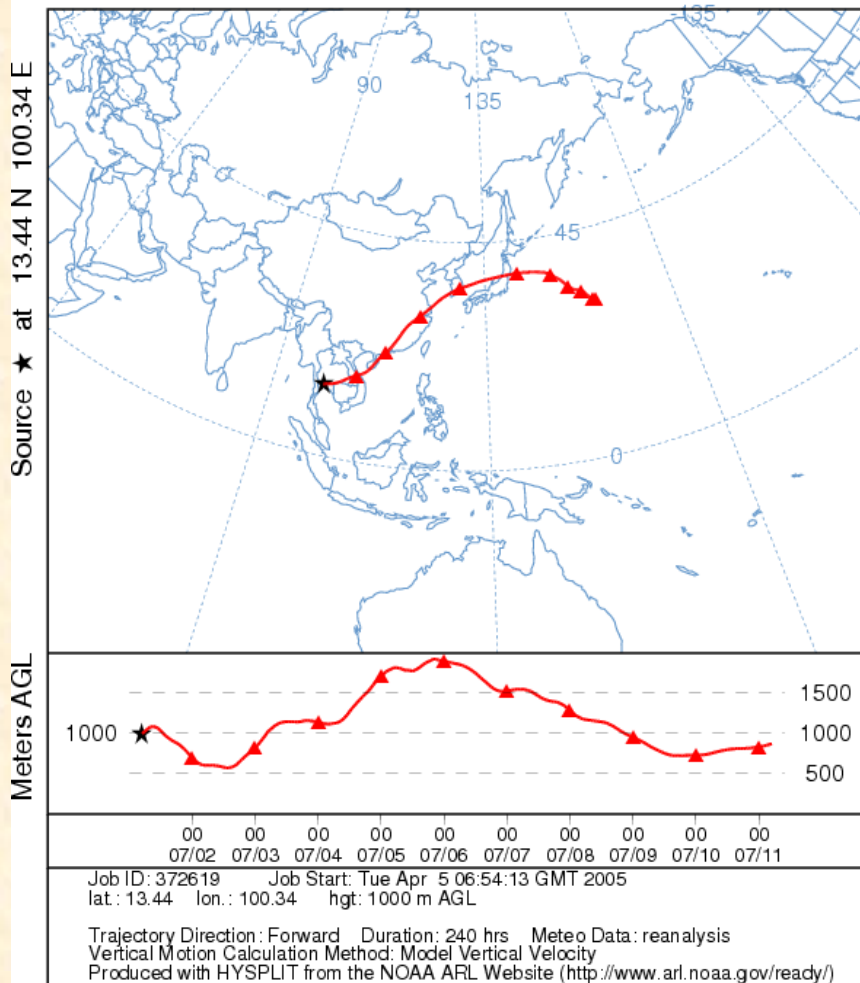 Source ★ at 13.44 N 100.34 E
45
90
135
-135
45
0
Meters AGL
1000
1500
1000
500
00 00 00 00 00 00 00 00 00 00
07/02 07/03 07/04 07/05 07/06 07/07 07/08 07/09 07/10 07/11
Job ID: 372619 Job Start: Tue Apr 5 06:54:13 GMT 2005
lat.: 13.44 lon.: 100.34 hgt: 1000 m AGL
Trajectory Direction: Forward Duration: 240 hrs Meteo Data: reanalysis
Vertical Motion Calculation Method: Model Vertical Velocity
Produced with HYSPLIT from the NOAA ARL Website (http://www.arl.noaa.gov/ready/)